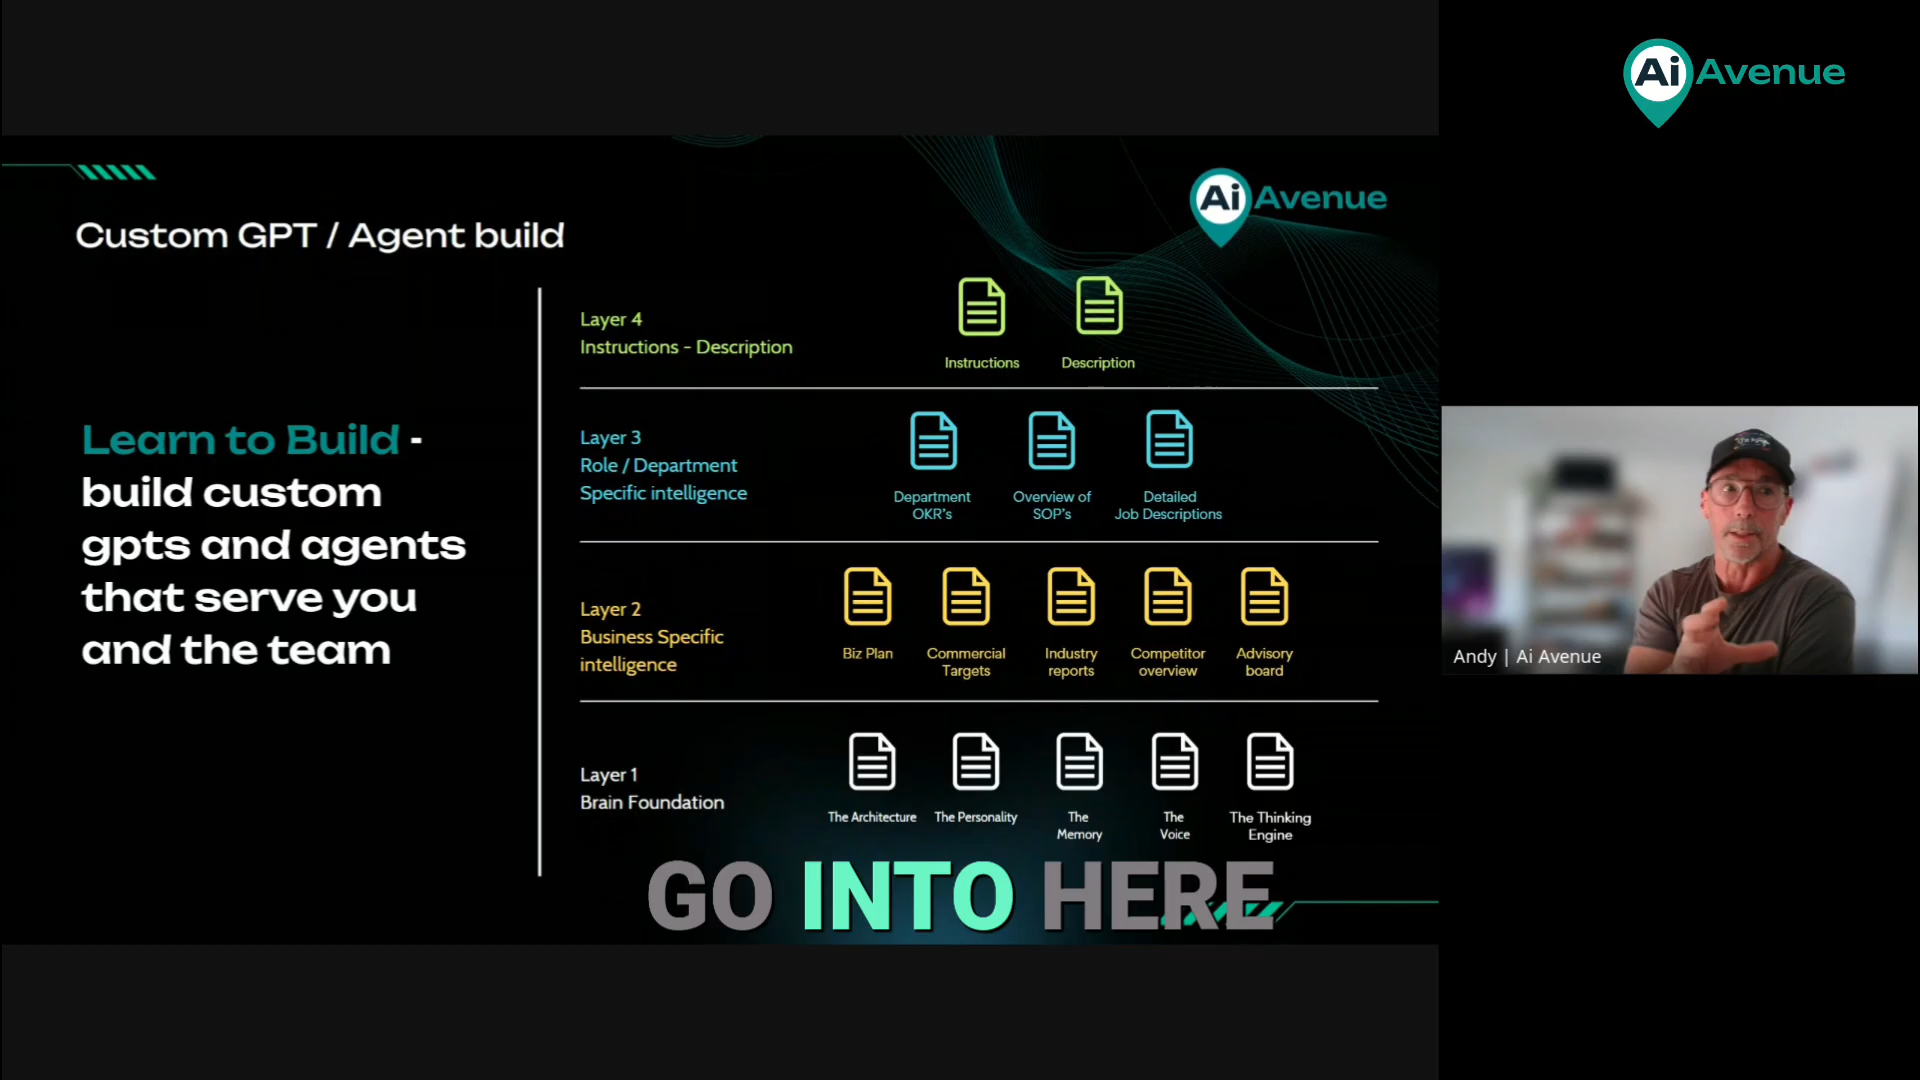 Ai Avenue
Ai Avenue
Custom GPT / Agent build
Learn to Build -
build custom
gpts and agents
that serve you
and the team
Layer 4
Instructions - Description
Instructions
Description
Layer 3
Role / Department
Specific intelligence
Department
OKR's
Overview of
SOP's
Detailed
Job Descriptions
Layer 2
Business Specific
intelligence
Biz Plan
Commercial
Targets
Industry
reports
Competitor
overview
Advisory
board
Layer 1
Brain Foundation
The Architecture
The Personality
The
Memory
The
Voice
The Thinking
Engine
GO INTO HERE
Andy | Ai Avenue